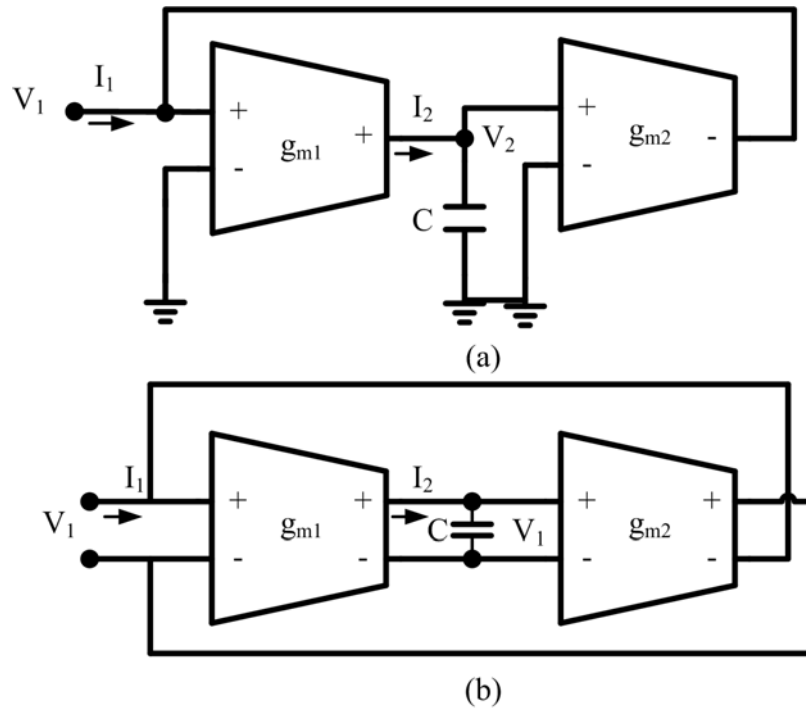 I1
V1
+
-
gm1
+
I2
V2
C
+
-
gm2
-
(a)
I1
V1
+
-
gm1
+
-
I2
C
V1
+
-
gm2
+
-
(b)